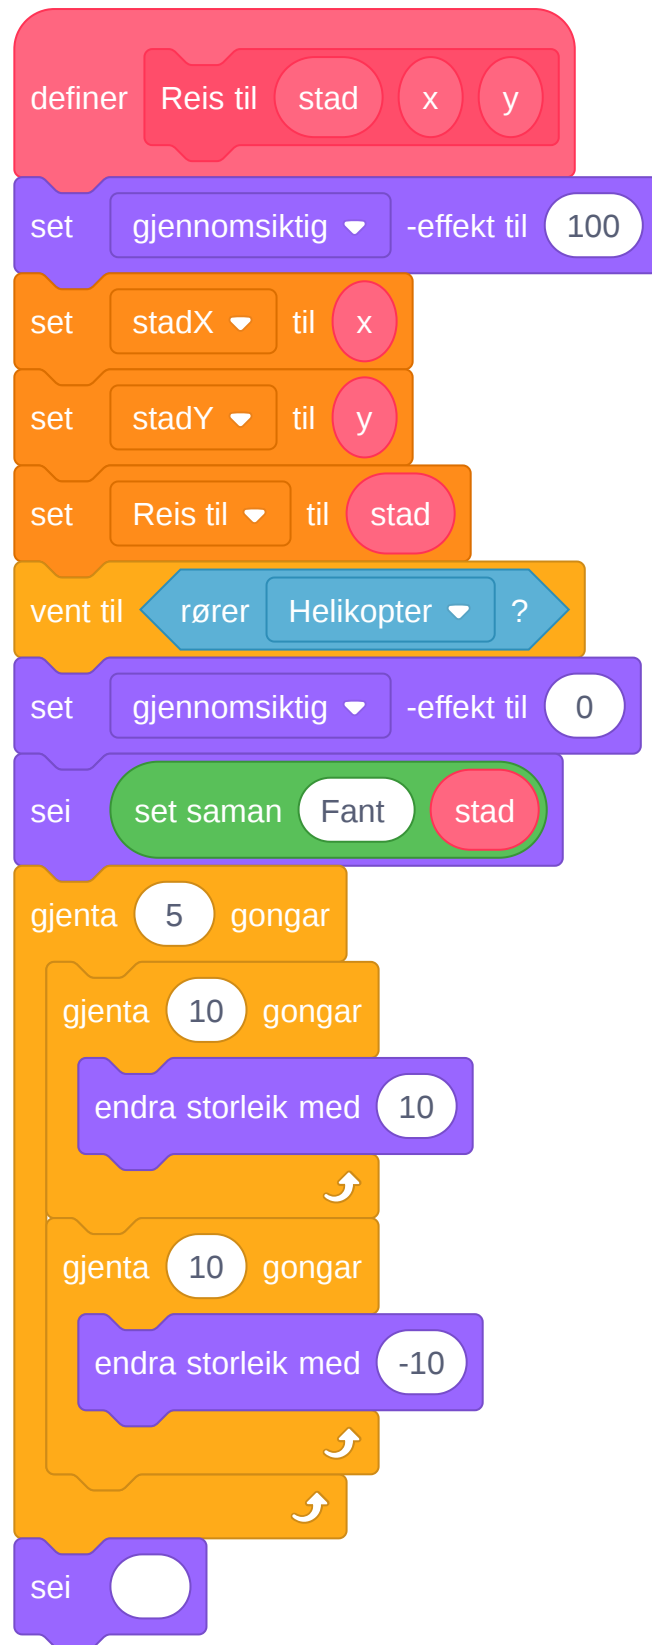 definer Reis til stad x y
set gjennomsiktig -effekt til 100
set stadX til x
set stadY til y
set Reis til til stad
vent til rører Helikopter ?
set gjennomsiktig -effekt til 0
sei set saman Fant stad
gjenta 5 gongar
gjenta 10 gongar
endra storleik med 10
gjenta 10 gongar
endra storleik med -10
sei